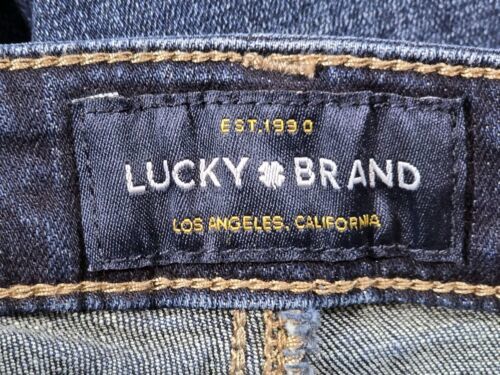 EST.1990
LUCKY BRAND
LOS ANGELES, CALIFORNIA